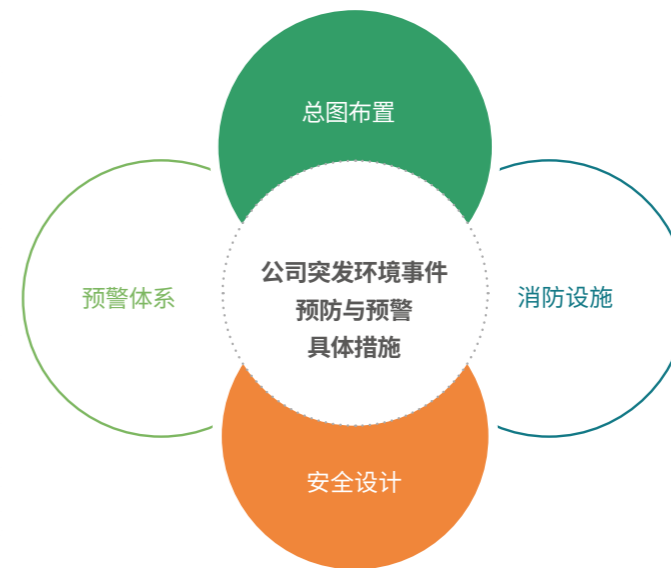 总图布置
预警体系
公司突发环境事件
预防与预警
具体措施
消防设施
安全设计